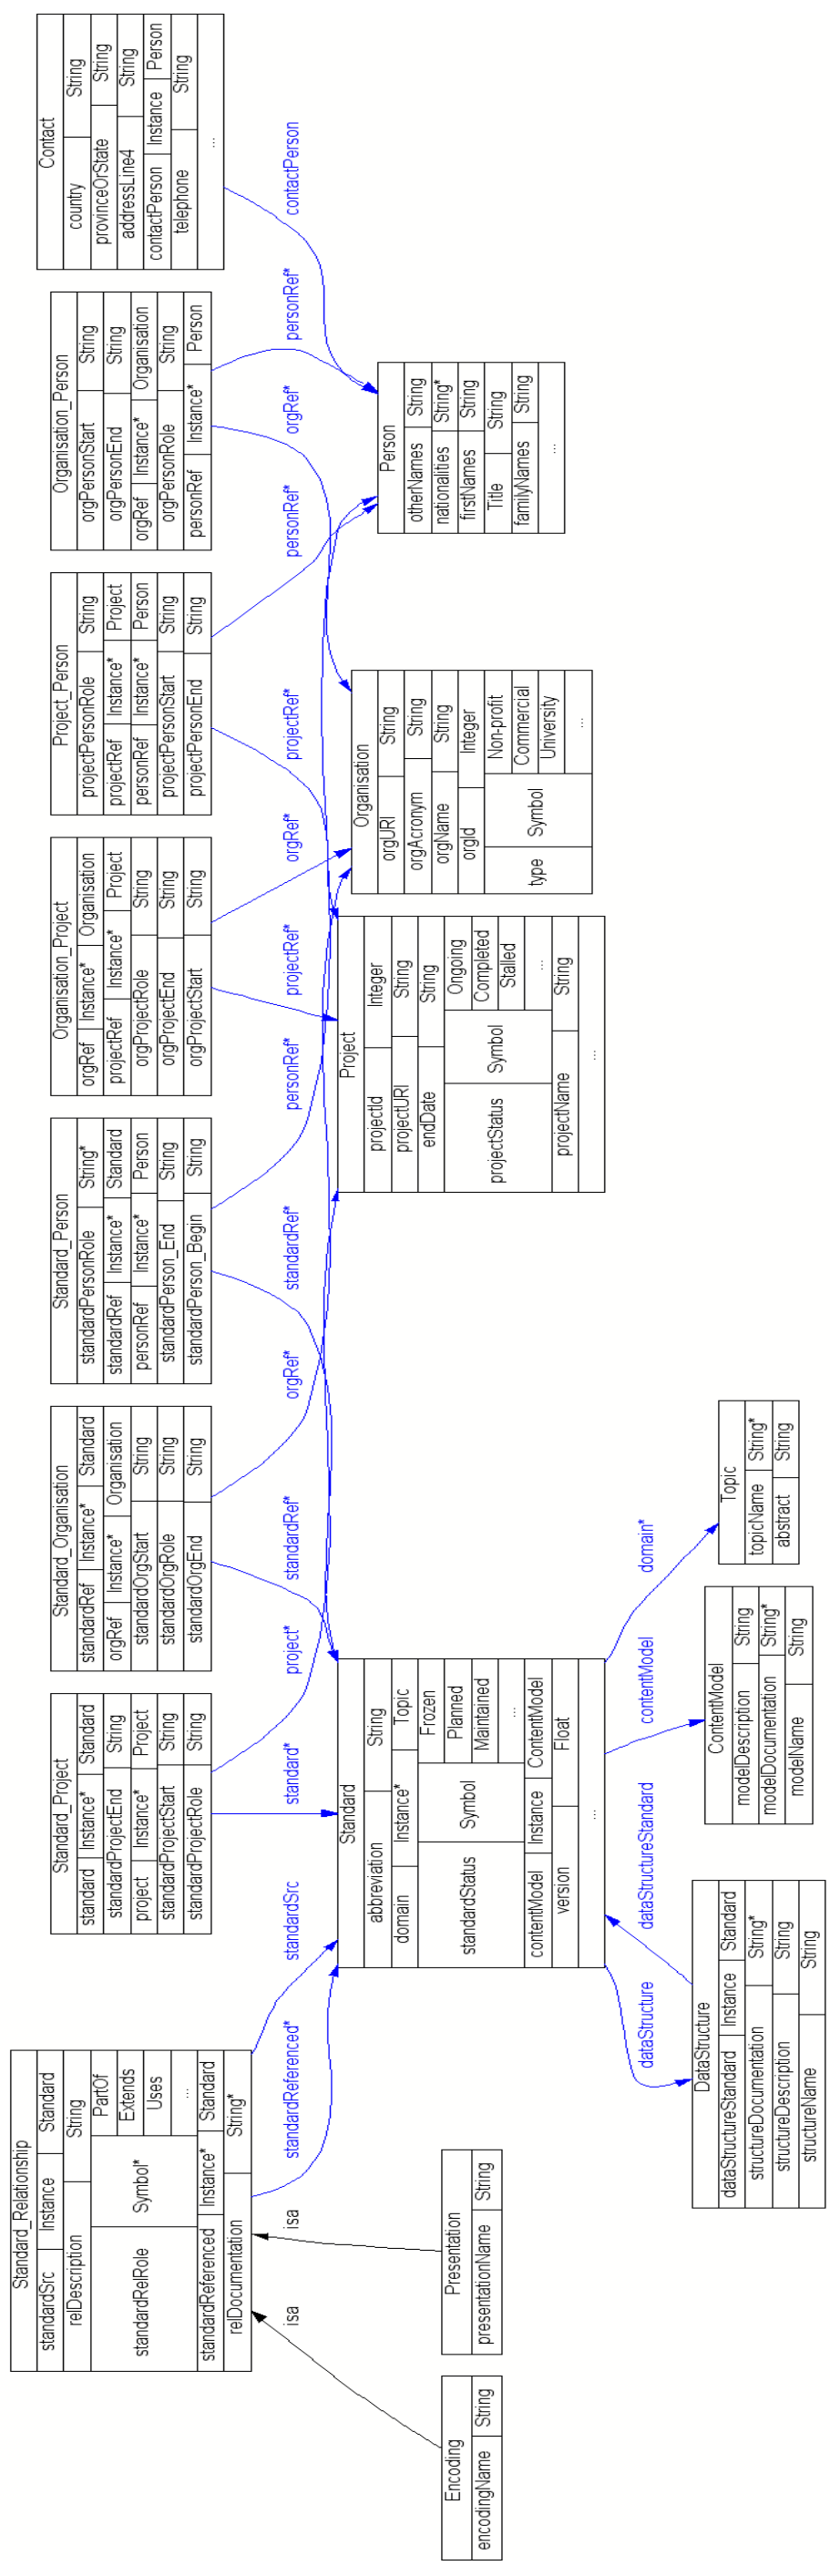 Standard_Relationship
standardSrc Instance Standard
relDescription String
standardRelRole Symbol* PartOf
Extends
Uses
...
standardReferenced Instance* Standard
relDocumentation String*
Standard_Project
standard Instance* Standard
standardProjectEnd String
project Instance* Project
standardProjectStart String
standardProjectRole String
Standard_Organisation
standardRef Instance* Standard
orgRef Instance* Organisation
standardOrgStart String
standardOrgRole String
standardOrgEnd String
Standard_Person
standardPersonRole String*
standardRef Instance* Standard
personRef Instance* Person
standardPerson_End String
standardPerson_Begin String
Organisation_Project
orgRef Instance* Organisation
projectRef Instance* Project
orgProjectRole String
orgProjectEnd String
orgProjectStart String
Project_Person
projectPersonRole String
projectRef Instance* Project
personRef Instance* Person
projectPersonStart String
projectPersonEnd String
Organisation_Person
orgPersonStart String
orgPersonEnd String
orgRef Instance* Organisation
orgPersonRole String
personRef Instance* Person
Contact
country String
provinceOrState String
addressLine4 String
contactPerson Instance Person
telephone String
...
isa
isa
standardReferenced*
standardSrc
standard*
project*
standardRef*
orgRef*
standardRef*
personRef*
projectRef*
orgRef*
projectRef*
personRef*
orgRef*
personRef*
contactPerson
Encoding
encodingName String
Presentation
presentationName String
Standard
abbreviation String
domain Instance* Topic
standardStatus Symbol Frozen
Planned
Maintained
...
contentModel Instance ContentModel
version Float
...
Project
projectId Integer
projectURI String
endDate String
projectStatus Symbol Ongoing
Completed
Stalled
...
projectName String
...
Organisation
orgURI String
orgAcronym String
orgName String
orgId Integer
type Symbol Non-profit
Commercial
University
...
Person
otherNames String
nationalities String*
firstNames String
Title String
familyNames String
...
dataStructure
dataStructureStandard
contentModel
domain*
DataStructure
dataStructureStandard Instance Standard
structureDocumentation String*
structureDescription String
structureName String
ContentModel
modelDescription String
modelDocumentation String*
modelName String
Topic
topicName String*
abstract String